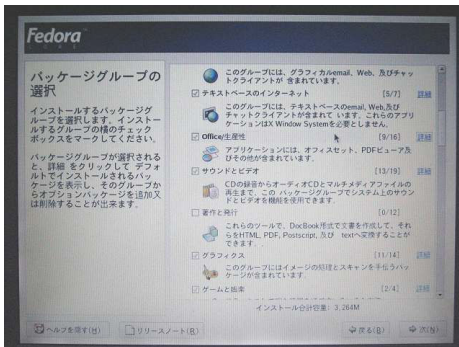 Fedora
CORE
パッケージグループの
選択
インストールするパッケージグ
ループを選択します。インストー
ルするグループの横のチェック
ボックスをマークしてください。
パッケージグループが選択される
と、詳細 をクリックして デフォ
ルトでインストールされるパッ
ケージを表示し、そのグループか
らオプションパッケージを追加又
は削除することが出来ます。
このグループには、グラフィカルemail、Web、及びチャッ
トクライアントが 含まれています。
テキストベースのインターネット [5/7] 詳細
このグループには、テキストベースのemail, Web,及び
チャットクライアントが含まれて います。これらのアプリ
ケーションはX Window Systemを必要としません。
Office/生産性 [9/16] 詳細
アプリケーションには、オフィスセット、PDFビューア及
びその他が含まれています。
サウンドとビデオ [13/19] 詳細
CDの録音からオーディオCDとマルチメディアファイルの
再生まで、この パッケージグループでシステム上のサウン
ドとビデオを機能を使用できます。
著作と発行 [0/12]
これらのツールで、DocBook形式で文書を作成して、それ
らをHTML, PDF, Postscript, 及び textへ変換することが
できます.
グラフィクス [11/14] 詳細
このグループにはイメージの処理とスキャンを手伝うパッ
ケージが含まれています.
ゲームと娯楽 [2/4] 詳細
インストール合計容量: 3,264M
ヘルプを隠す(H)
リリースノート(R)
戻る(B)
次(N)